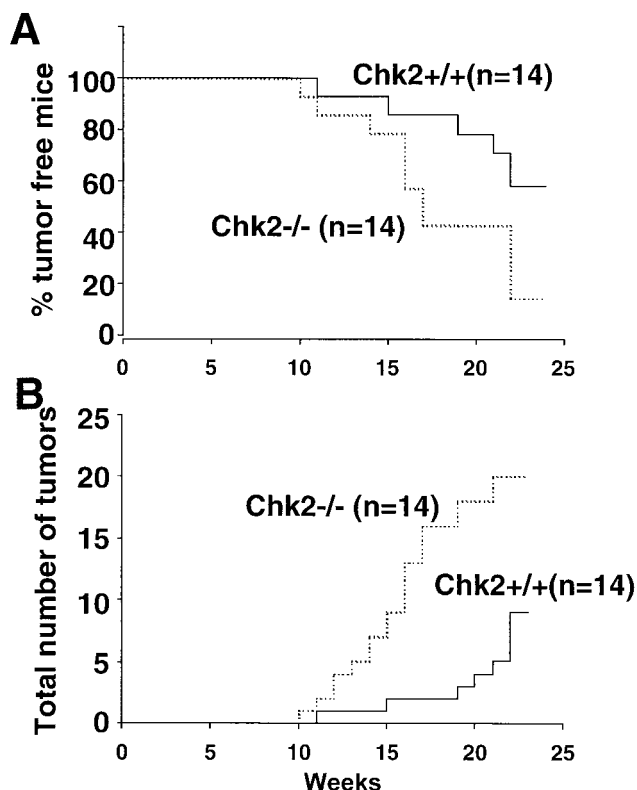 A
% tumor free mice
100
80
60
40
20
0
Chk2+/+(n=14)
Chk2-/- (n=14)
0 5 10 15 20 25
B
Total number of tumors
25
20
15
10
5
0
Chk2-/- (n=14)
Chk2+/+(n=14)
0 5 10 15 20 25
Weeks